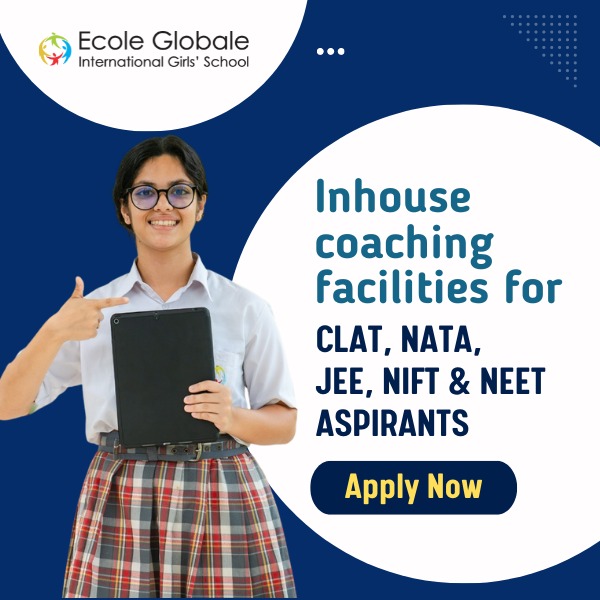 Ecole Globale
International Girls' School
Inhouse
coaching
facilities for
CLAT, NATA,
JEE, NIFT & NEET
ASPIRANTS
Apply Now